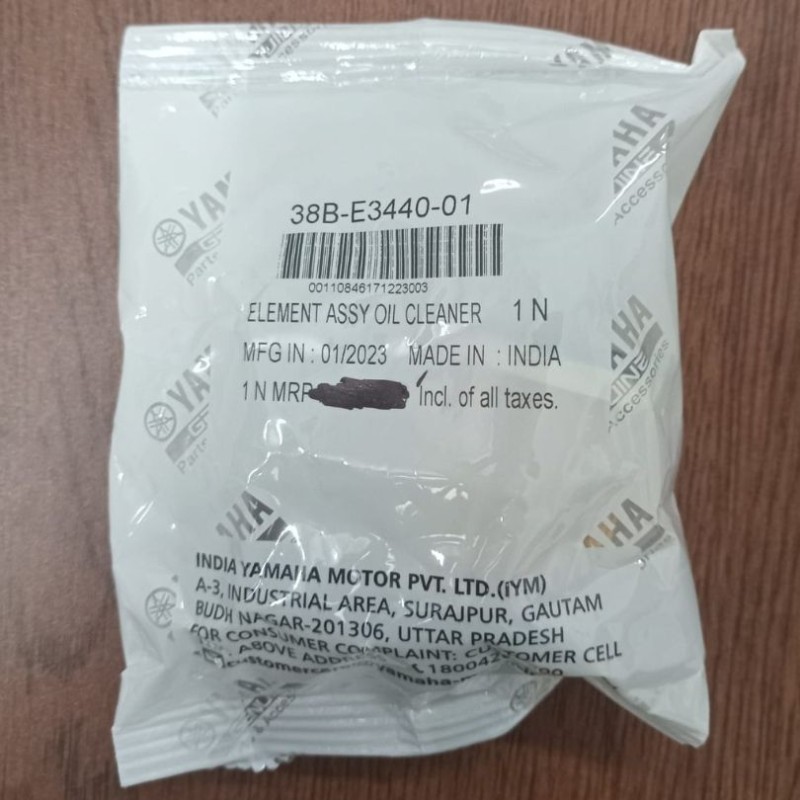 38B-E3440-01
00110846171223003
ELEMENT ASSY OIL CLEANER 1 N
MFG IN : 01/2023 MADE IN : INDIA
1 N MRP Incl. of all taxes.
INDIA YAMAHA MOTOR PVT. LTD.(IYM)
A-3, INDUSTRIAL AREA, SURAJPUR, GAUTAM
BUDH NAGAR-201306, UTTAR PRADESH
FOR CONSUMER COMPLAINT: CUSTOMER CELL
ABOVE
YAMAHA
Accessories